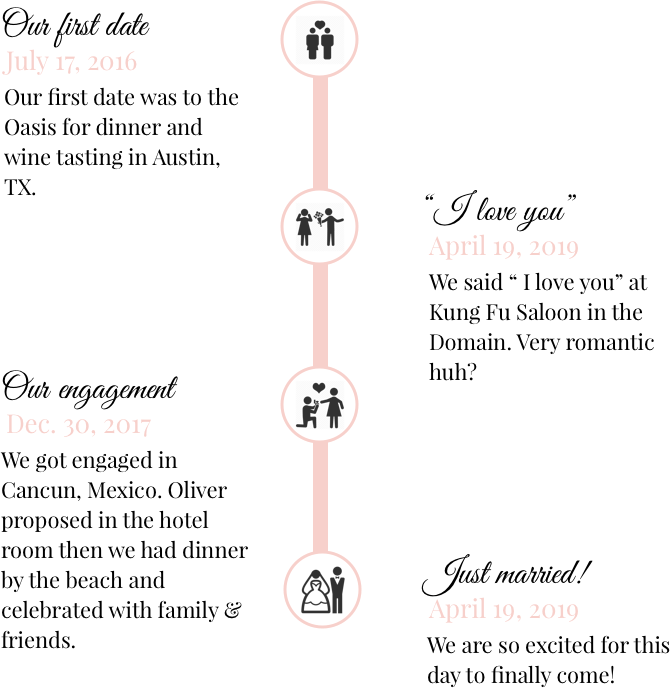 Our first date
July 17, 2016
Our first date was to the
Oasis for dinner and
wine tasting in Austin,
TX.
“I love you”
April 19, 2019
We said “ I love you” at
Kung Fu Saloon in the
Domain. Very romantic
huh?
Our engagement
Dec. 30, 2017
We got engaged in
Cancun, Mexico. Oliver
proposed in the hotel
room then we had dinner
by the beach and
celebrated with family &
friends.
Just married!
April 19, 2019
We are so excited for this
day to finally come!